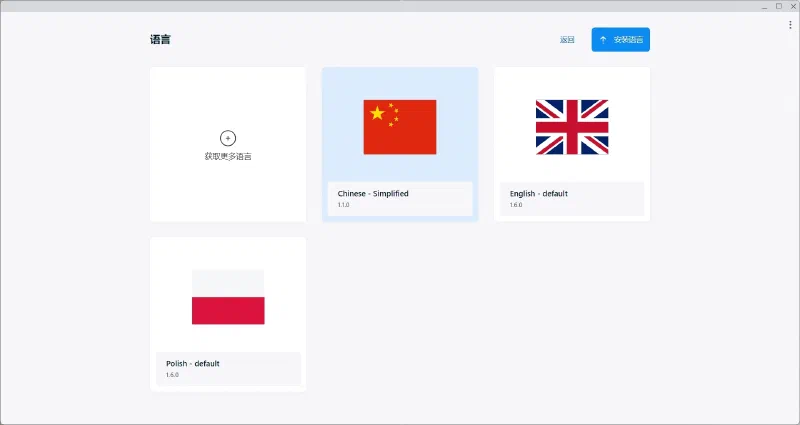 语言
返回
安装语言
获取更多语言
Chinese - Simplified
1.1.0
English - default
1.6.0
Polish - default
1.6.0